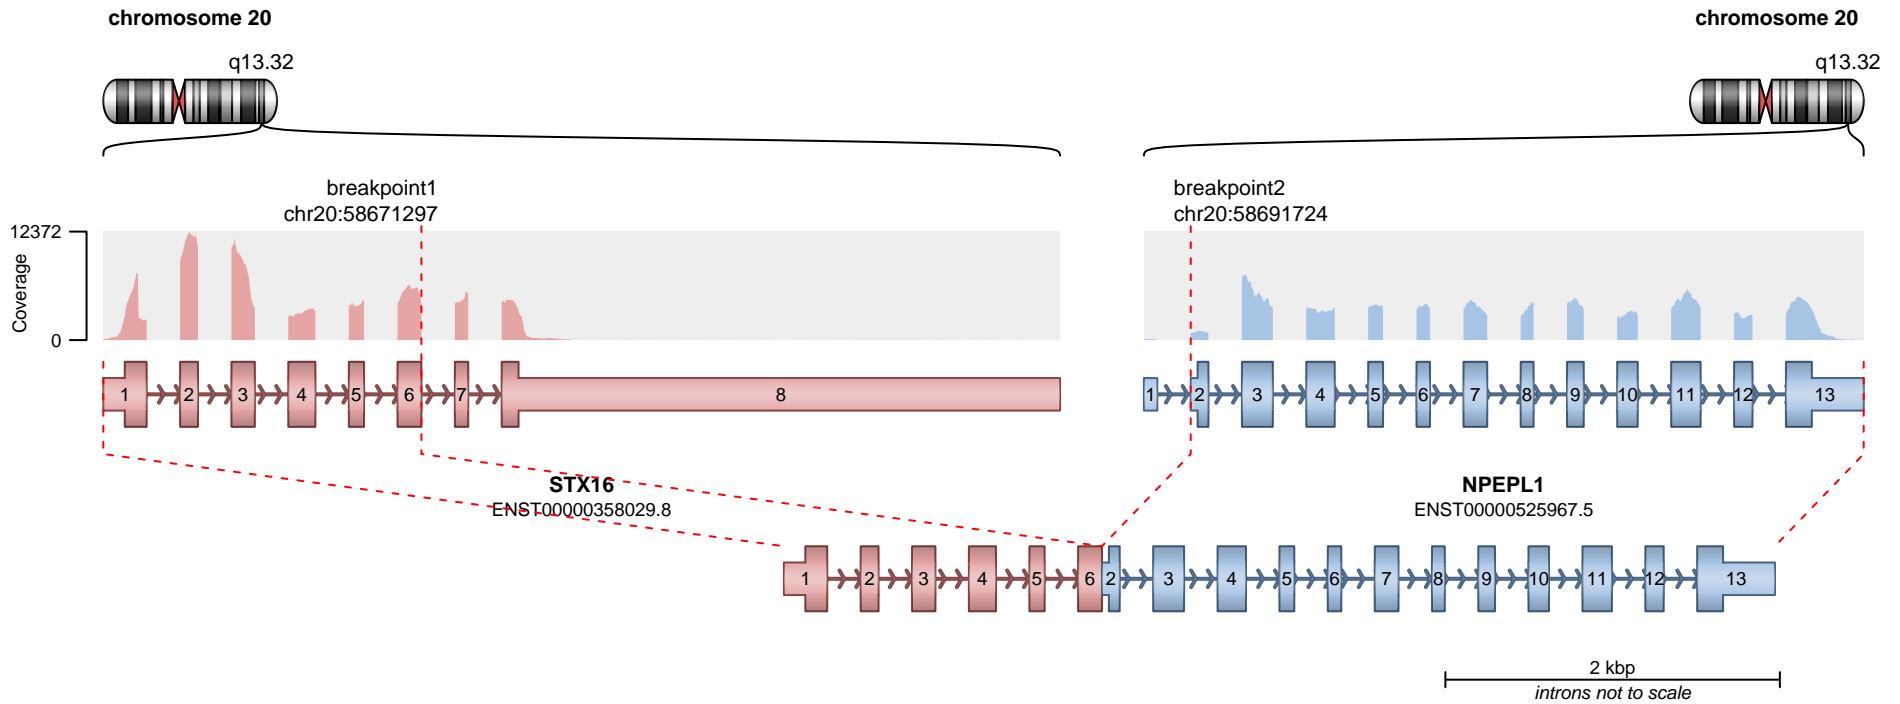 chromosome 20
chromosome 20
q13.32
q13.32
breakpoint1
chr20:58671297
breakpoint2
chr20:58691724
12372
0
Coverage
1 2 3 4 5 6 7 8
1 2 3 4 5 6 7 8 9 10 11 12 13
STX16
ENST00000358029.8
NPEPL1
ENST00000525967.5
1 2 3 4 5 6 2 3 4 5 6 7 8 9 10 11 12 13
2 kbp
introns not to scale